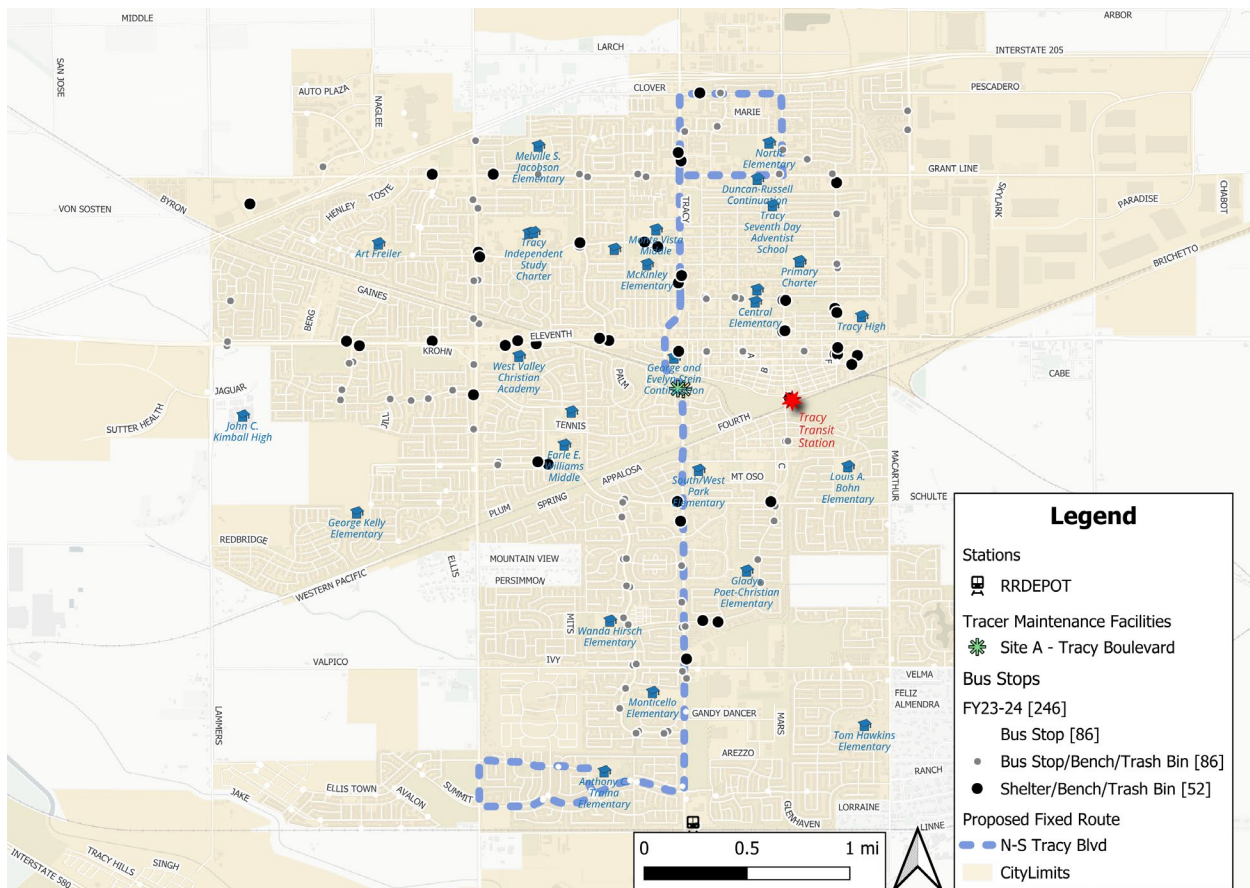 MIDDLE
ARBOR
LARCH
INTERSTATE 205
SAN JOSE
AUTO PLAZA
NAGLEE
CLOVER
PESCADERO
MARIE
Melville S.
Jacobson
Elementary
North
Elementary
GRANT LINE
Duncan-Russell
Continuation
SKYLARK
CHABOT
PARADISE
VON SOSTEN
BYRON
HENLEY
TOSTE
TRACY
Tracy
Seventh Day
Adventist
School
Art Freiler
Tracy
Independent
Study
Charter
Monte Vista
Middle
McKinley
Elementary
BRICHETTO
Primary
Charter
GAINES
BERG
Central
Elementary
Tracy High
ELEVENTH
KROHN
West Valley
Christian
Academy
PALM
George and
Evelyn Stein
Continuation
A
B
F
CABE
JAGUAR
SUTTER HEALTH
John C.
Kimball High
JILL
TENNIS
FOURTH
Tracy
Transit
Station
Earle E.
Williams
Middle
APPALOSA
C
MACARTHUR
South/West
Park
Elementary
MT OSO
Louis A.
Bohn
Elementary
SCHULTE
PLUM
SPRING
George Kelly
Elementary
REDBRIDGE
WESTERN PACIFIC
ELLIS
MOUNTAIN VIEW
PERSIMMON
Gladys
Poet-Christian
Elementary
MITS
Wanda Hirsch
Elementary
VALPICO
IVY
VELMA
FELIZ
ALMENDRA
LAMMERS
Monticello
Elementary
GANDY DANCER
MARS
Tom Hawkins
Elementary
AREZZO
RANCH
JAKE
ELLIS TOWN
AVALON
SUMMIT
Anthony C.
Traina
Elementary
GLENHAVEN
LORRAINE
LINNE
TRACY HILLS
SINGH
INTERSTATE 580
0
0.5
1 mi
Legend
Stations
RRDEPOT
Tracer Maintenance Facilities
Site A - Tracy Boulevard
Bus Stops
FY23-24 [246]
Bus Stop [86]
Bus Stop/Bench/Trash Bin [86]
Shelter/Bench/Trash Bin [52]
Proposed Fixed Route
N-S Tracy Blvd
CityLimits